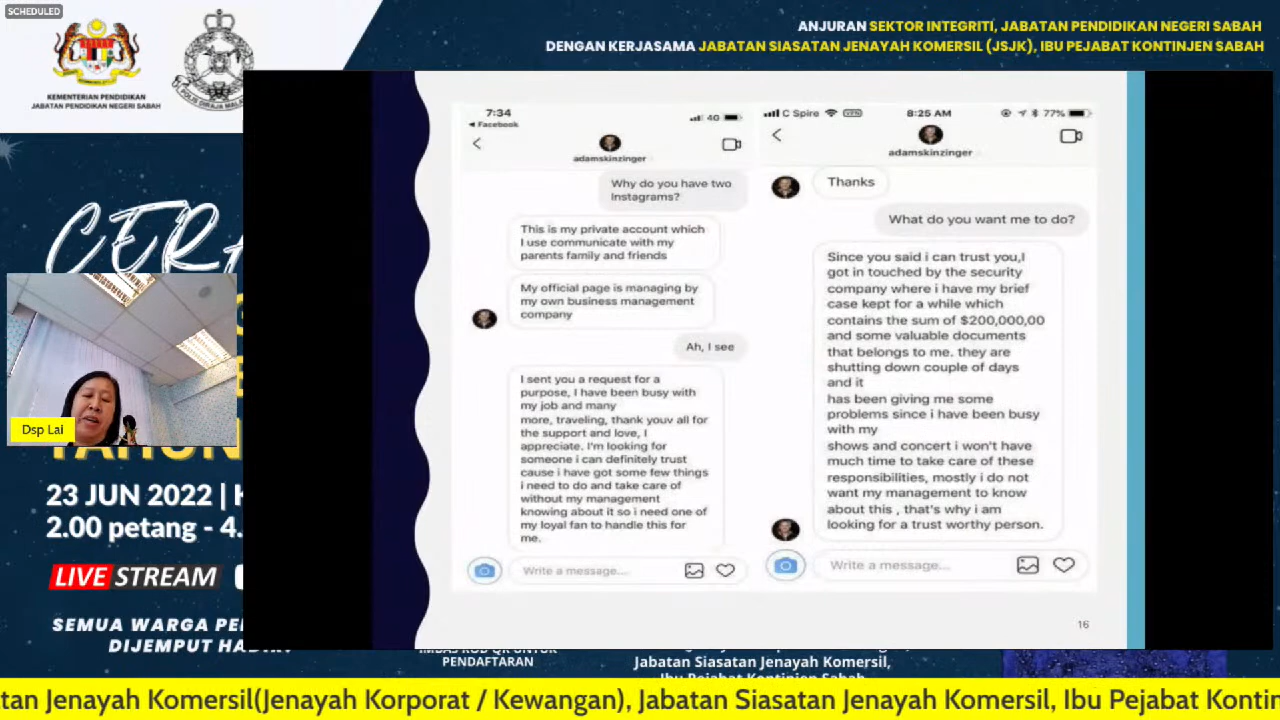 SCHEDULED
KEMENTERIAN PENDIDIKAN
JABATAN PENDIDIKAN NEGERI SABAH
ANJURAN SEKTOR INTEGRITI, JABATAN PENDIDIKAN NEGERI SABAH
DENGAN KERJASAMA JABATAN SIASATAN JENAYAH KOMERSIL (JSJK), IBU PEJABAT KONTINJEN SABAH
7:34
Facebook
4G
adamskinzinger
Why do you have two
Instagrams?
This is my private account which
I use communicate with my
parents family and friends
My official page is managing by
my own business management
company
Ah, I see
I sent you a request for a
purpose, I have been busy with
my job and many
more, traveling, thank youv all for
the support and love, I
appreciate. I'm looking for
someone i can definitely trust
cause i have got some few things
i need to do and take care of
without my management
knowing about it so i need one of
my loyal fan to handle this for
me.
Write a message...
C Spire
VPN
8:25 AM
77%
adamskinzinger
Thanks
What do you want me to do?
Since you said i can trust you,I
got in touched by the security
company where i have my brief
case kept for a while which
contains the sum of $200,000,00
and some valuable documents
that belongs to me. they are
shutting down couple of days
and it
has been giving me some
problems since i have been busy
with my
shows and concert i won't have
much time to take care of these
responsibilities, mostly i do not
want my management to know
about this , that's why i am
looking for a trust worthy person.
Write a message...
16
CERA
Dsp Lai
23 JUN 2022 |
2.00 petang - 4.
LIVE STREAM
SEMUA WARGA
DIJEMPUT
PENDAFTARAN
Jabatan Siasatan Jenayah Komersil,
Ibu Pejabat Kontinjen Sabah
tan Jenayah Komersil(Jenayah Korporat / Kewangan), Jabatan Siasatan Jenayah Komersil, Ibu Pejabat Kontin